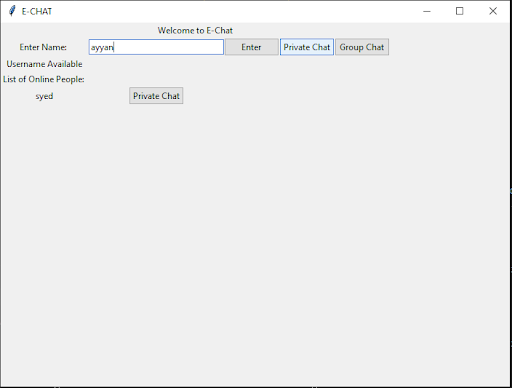 E-CHAT
Welcome to E-Chat
Enter Name: ayyan Enter Private Chat Group Chat
Username Available
List of Online People:
syed Private Chat